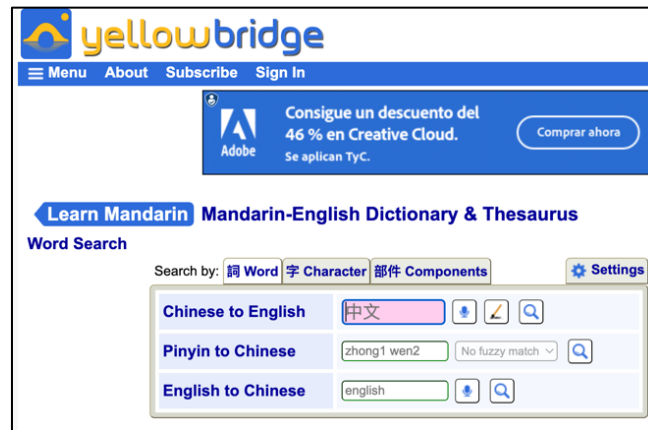 yellowbridge
Menu About Subscribe Sign In
Adobe
Consigue un descuento del
46 % en Creative Cloud.
Se aplican TyC.
Comprar ahora
Learn Mandarin Mandarin-English Dictionary & Thesaurus
Word Search
Search by: 詞 Word 字 Character 部件 Components Settings
Chinese to English 中文
Pinyin to Chinese zhong1 wen2 No fuzzy match
English to Chinese english